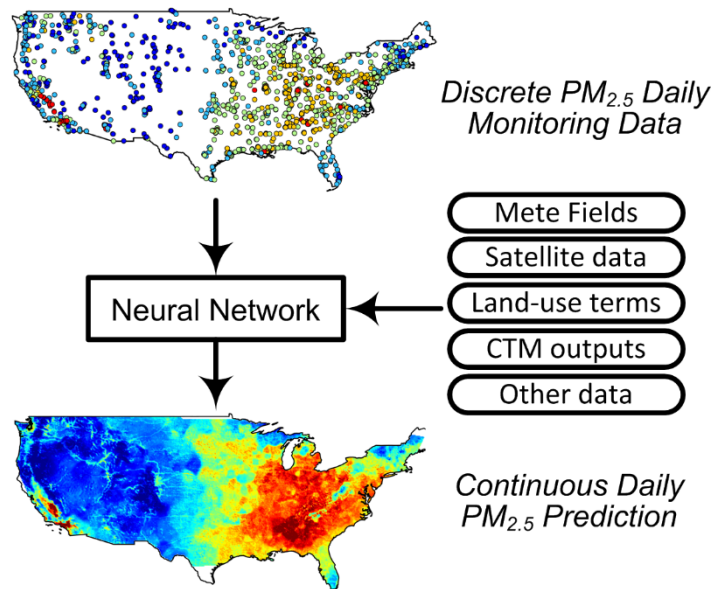 Discrete PM2.5 Daily
Monitoring Data
Mete Fields
Satellite data
Neural Network
Land-use terms
CTM outputs
Other data
Continuous Daily
PM2.5 Prediction